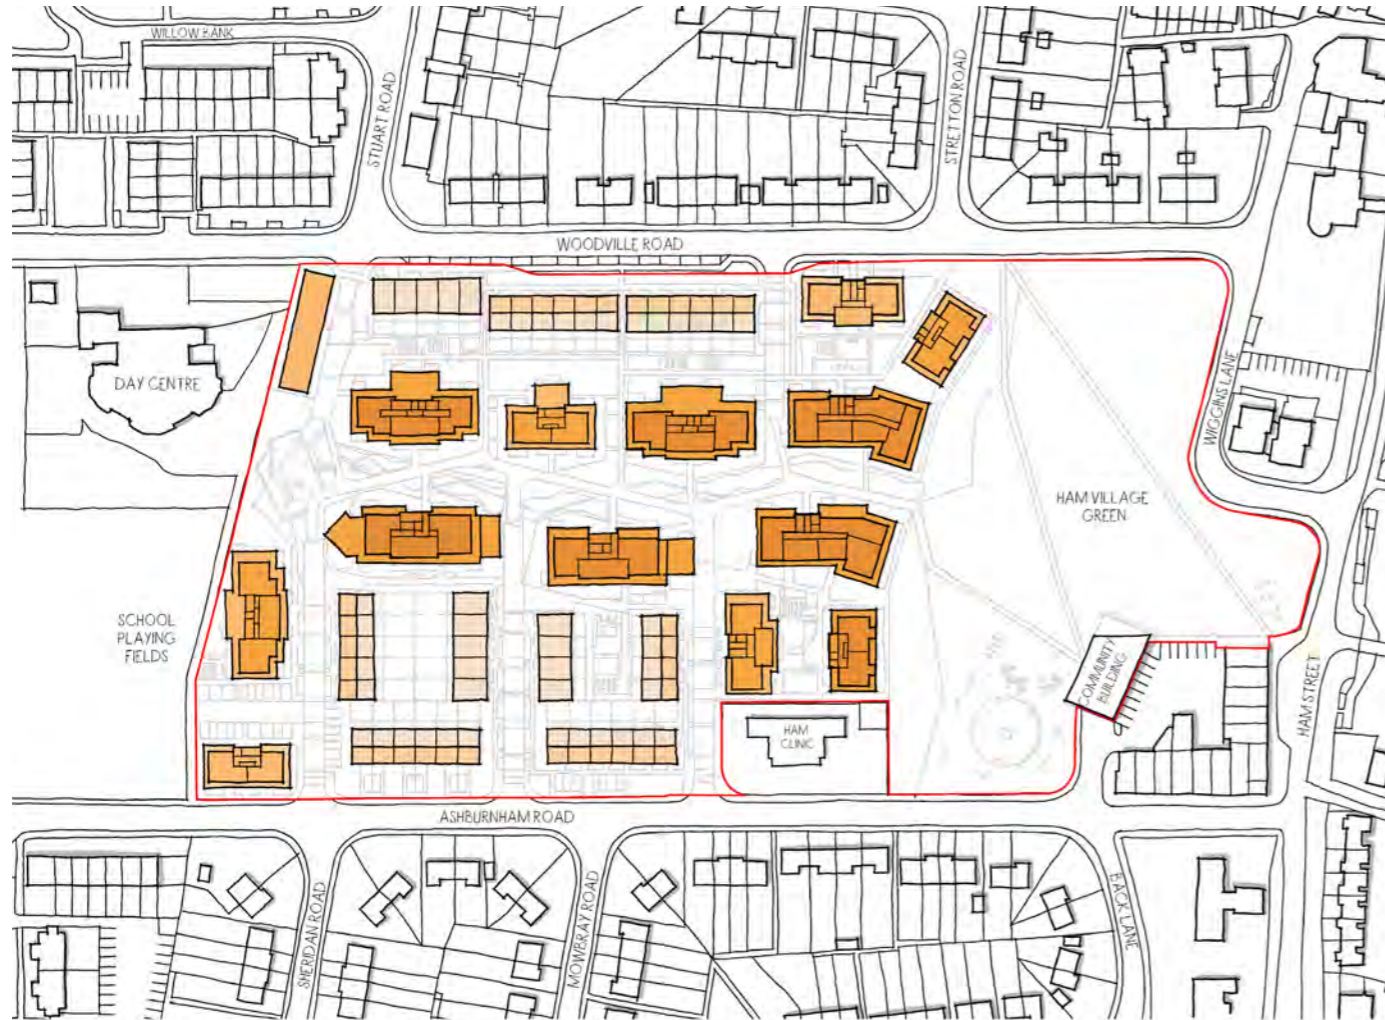 WILLOW BANK
STUART ROAD
STRETTON ROAD
WOODVILLE ROAD
DAY CENTRE
WIGGINS LANE
HAM VILLAGE
GREEN
SCHOOL
PLAYING
FIELDS
COMMUNITY
BUILDING
HAM STREET
HAM
CLINIC
ASHBURNHAM ROAD
SHERIDAN ROAD
MOWBRAY ROAD
BACK LANE